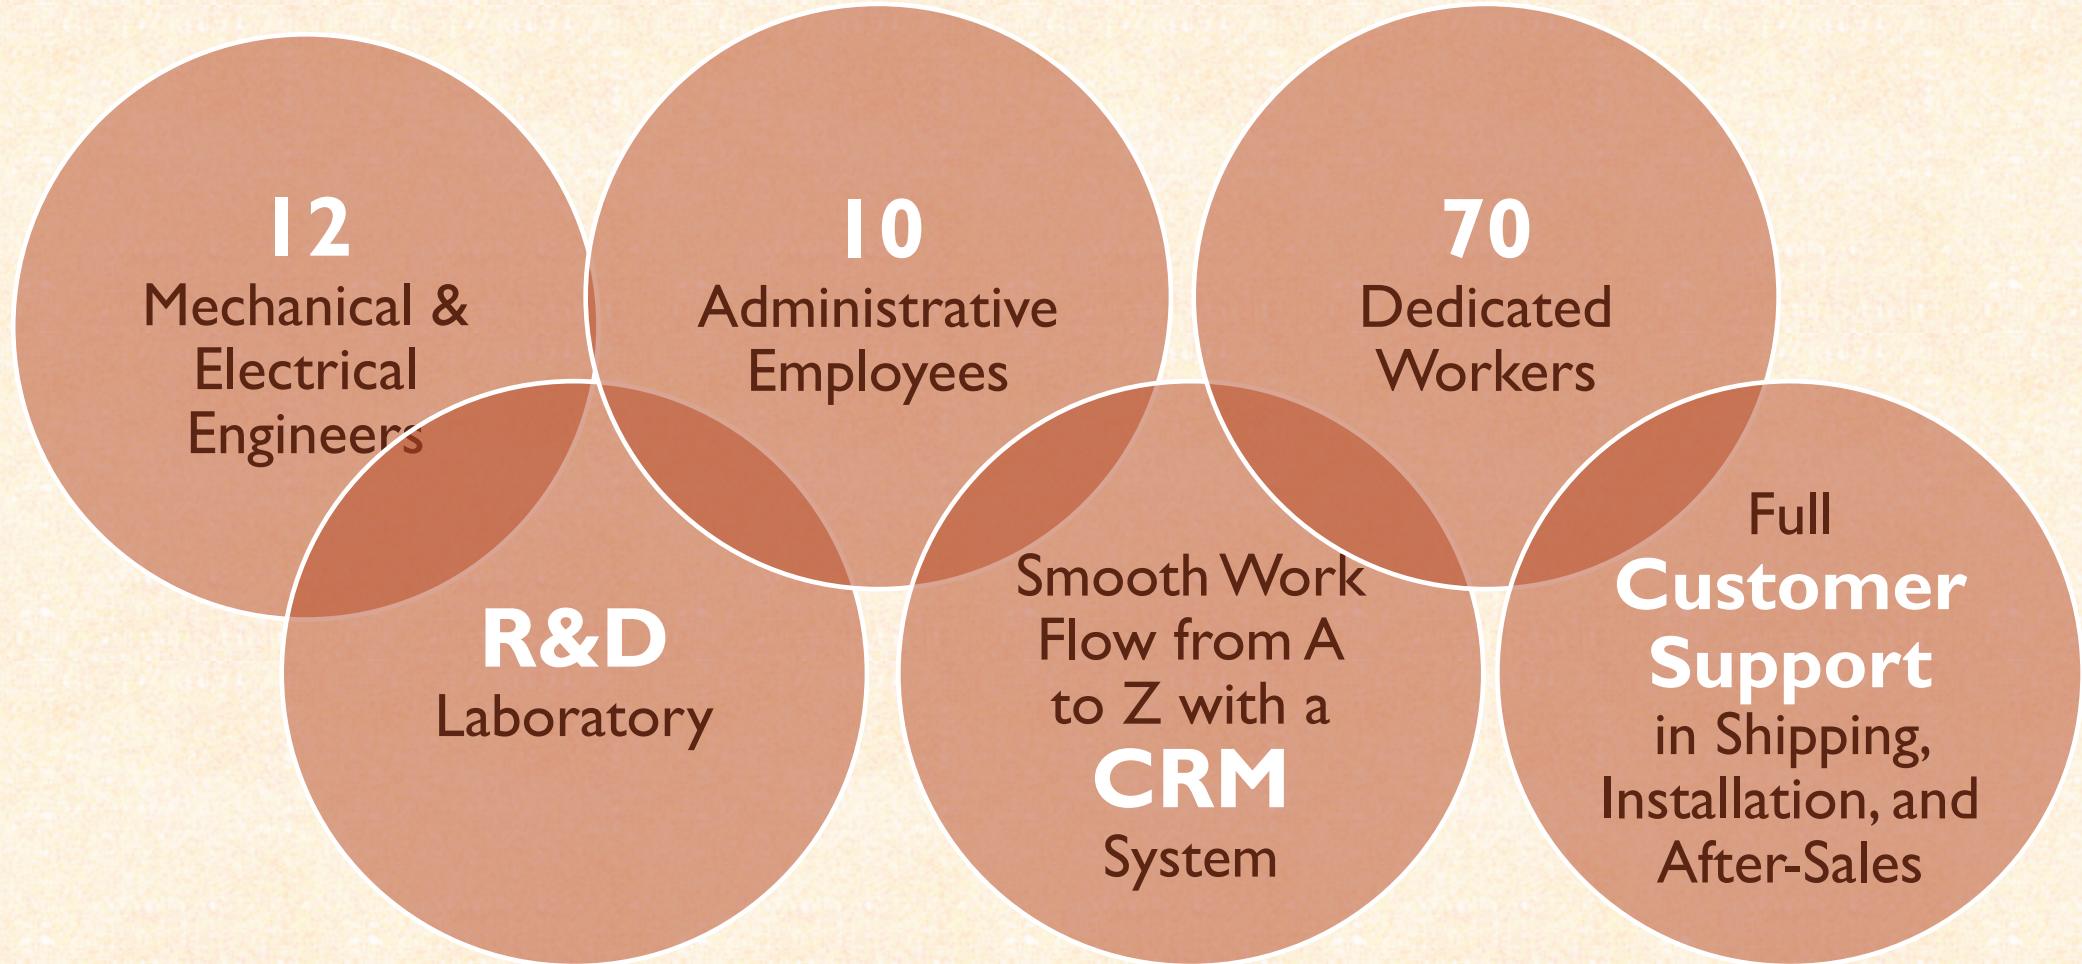 12
Mechanical &
Electrical
Engineers
R&D
Laboratory
10
Administrative
Employees
Smooth Work
Flow from A
to Z with a
CRM
System
70
Dedicated
Workers
Full
Customer
Support
in Shipping,
Installation, and
After-Sales